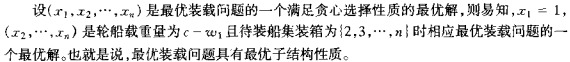 设(x₁,x₂,…,xₙ)是最优装载问题的一个满足贪心选择性质的最优解,则易知,x₁ = 1,
(x₂,…,xₙ)是轮船载重量为c－w₁且待装船集装箱为{2,3,…,n}时相应最优装载问题的一
个最优解。也就是说,最优装载问题具有最优子结构性质。